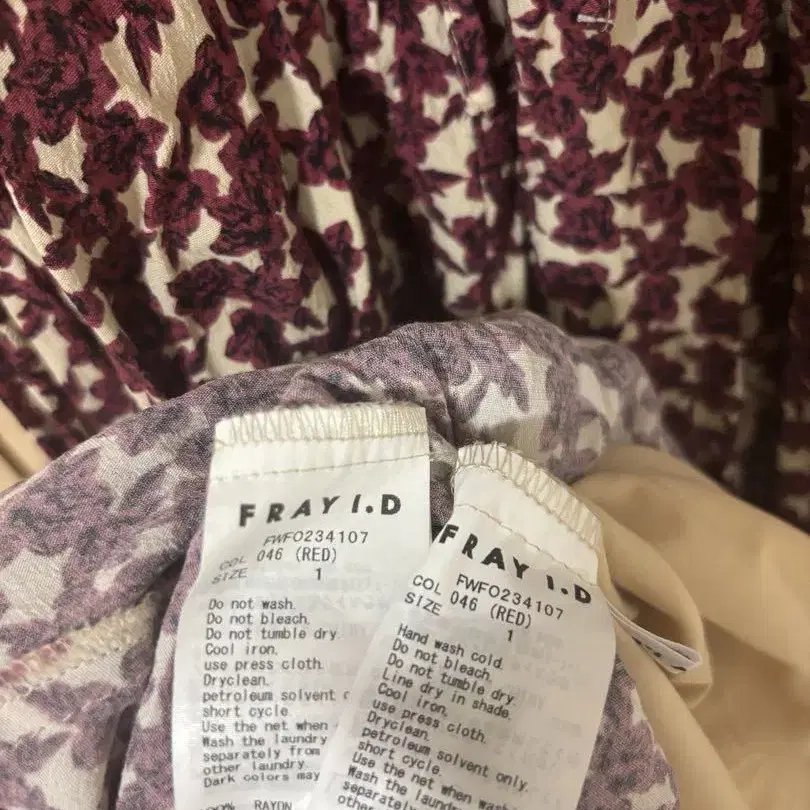 FRAY I.D
FWFO234107
COL 046 (RED)
SIZE 1
Do not wash.
Do not bleach.
Do not tumble dry.
Cool iron.
use press cloth.
Dryclean.
petroleum solvent
short cycle.
Use the net when
Wash the laundry
separately from
other laundry.
Dark colors may
RAYON
FRAY I.D
FWFO234107
COL 046 (RED)
SIZE 1
Hand wash cold.
Do not bleach.
Do not tumble dry.
Line dry in shade.
Cool iron.
use press cloth.
Dryclean.
petroleum solvent only.
short cycle.
Use the net when
Wash the
separately
other